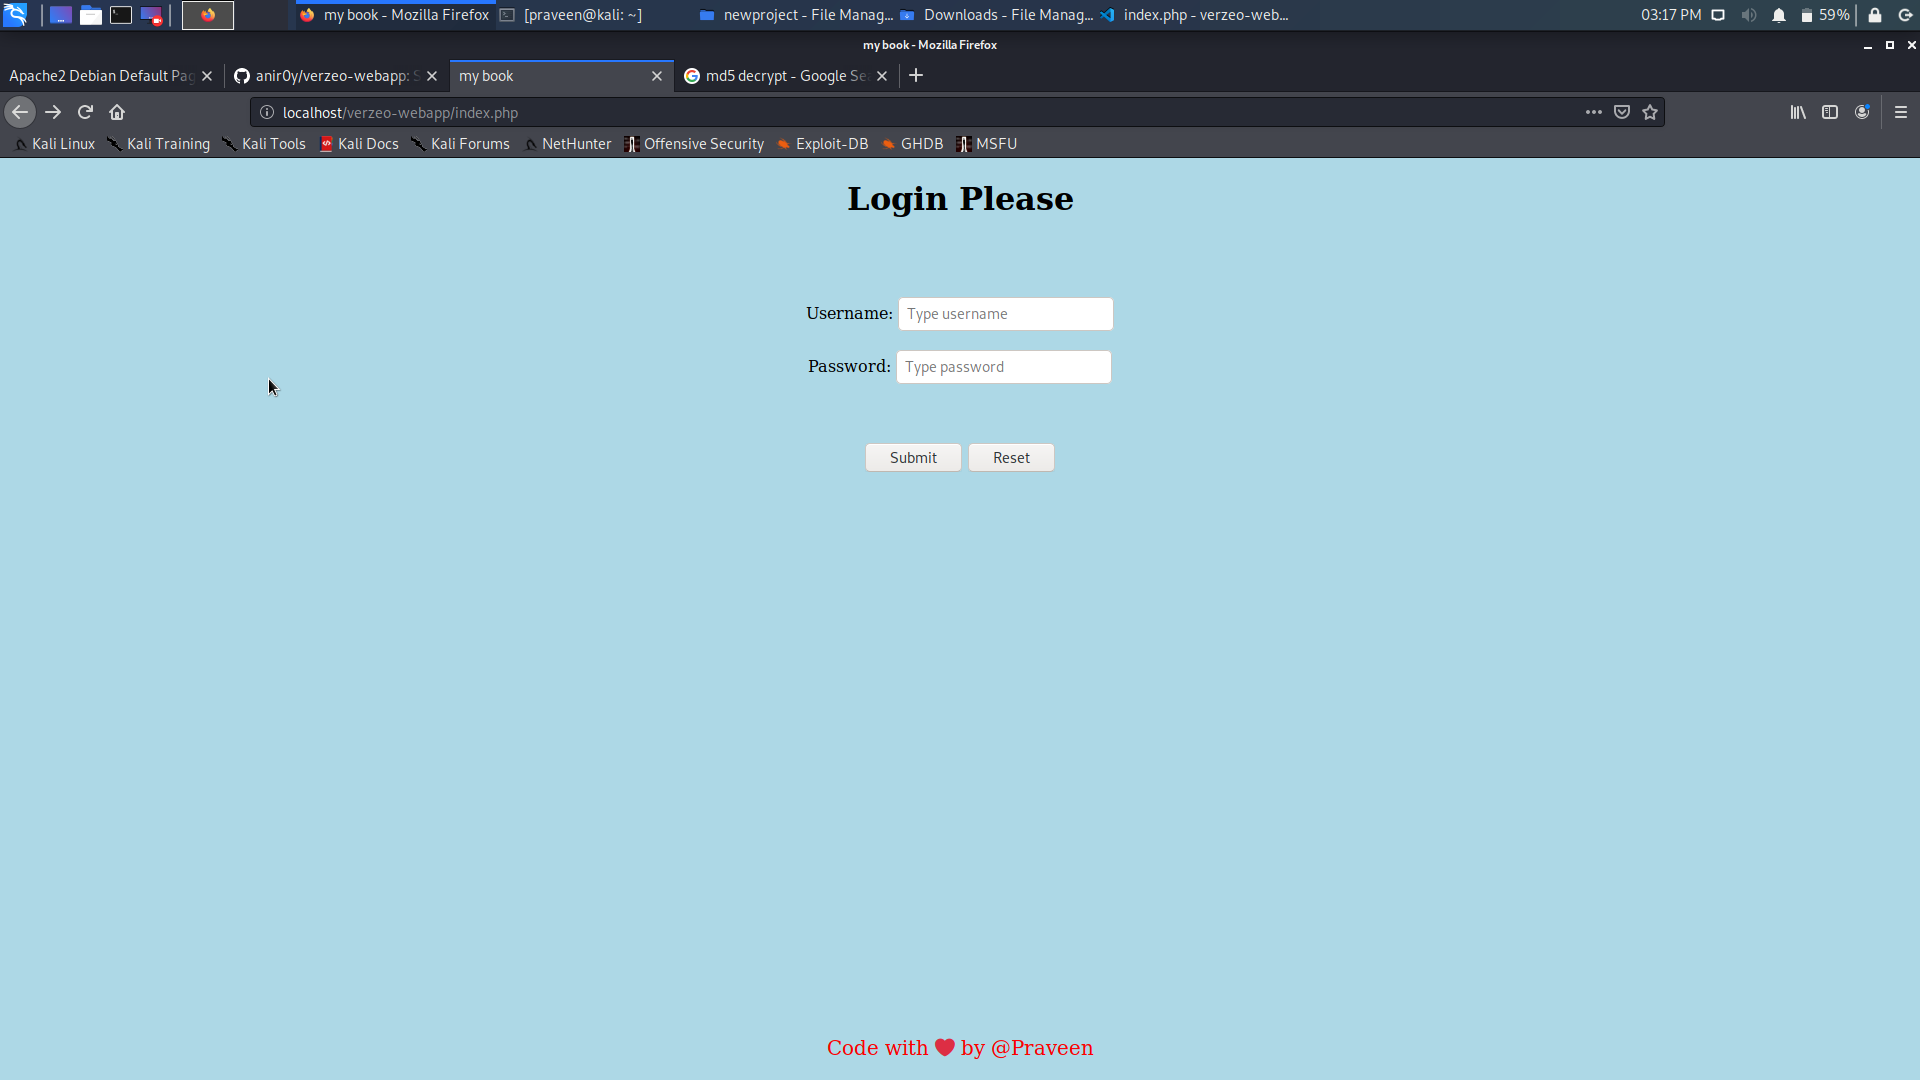 my book - Mozilla Firefox [praveen@kali: ~] newproject - File Manag... Downloads - File Manag... index.php - verzeo-web... 03:17 PM 59%
my book - Mozilla Firefox
Apache2 Debian Default Pag anir0y/verzeo-webapp: S my book md5 decrypt - Google Se
localhost/verzeo-webapp/index.php
Kali Linux Kali Training Kali Tools Kali Docs Kali Forums NetHunter Offensive Security Exploit-DB GHDB MSFU
Login Please
Username: Type username
Password: Type password
Submit Reset
Code with ❤ by @Praveen